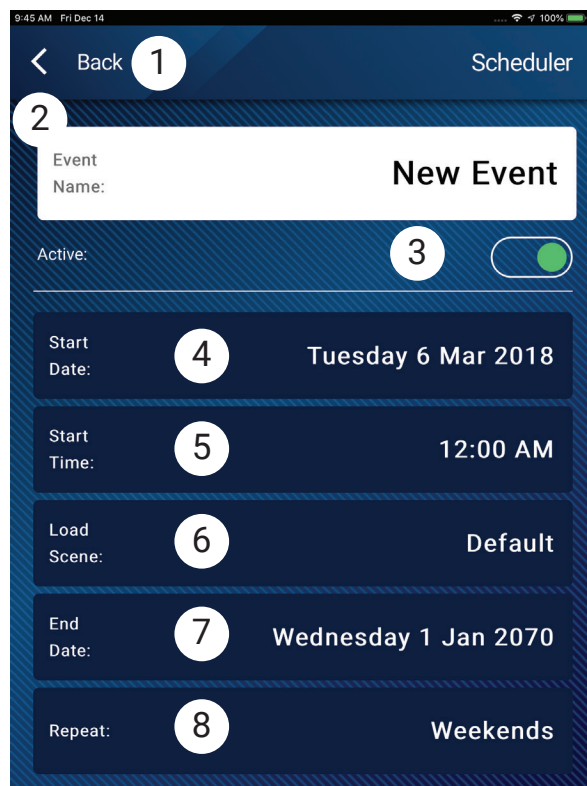 9:45 AM Fri Dec 14 100%
Back 1 Scheduler
2
Event
Name:
New Event
Active: 3
Start
Date:
4 Tuesday 6 Mar 2018
Start
Time:
5 12:00 AM
Load
Scene:
6 Default
End
Date:
7 Wednesday 1 Jan 2070
Repeat: 8 Weekends